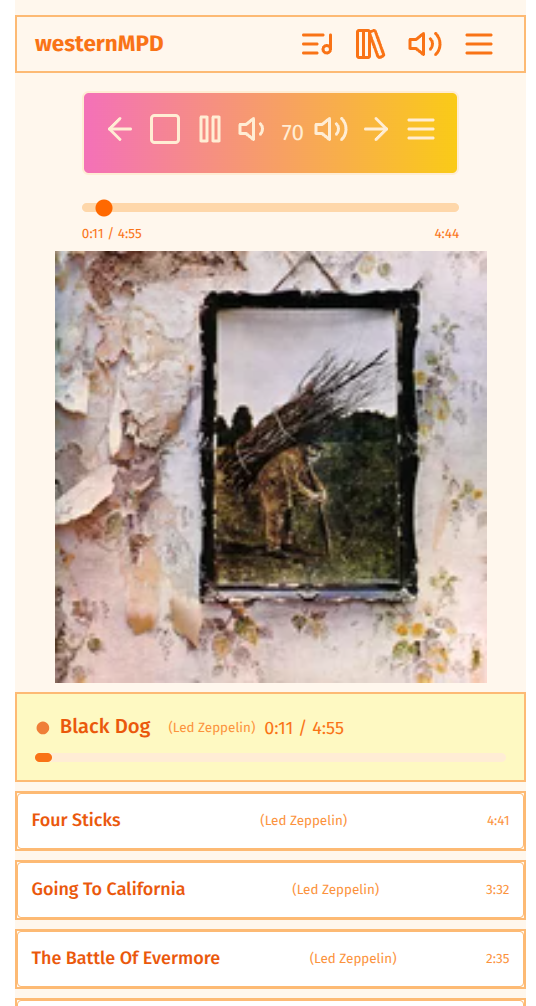 westernMPD
70
0:11 / 4:55 4:44
Black Dog (Led Zeppelin) 0:11 / 4:55
Four Sticks (Led Zeppelin) 4:41
Going To California (Led Zeppelin) 3:32
The Battle Of Evermore (Led Zeppelin) 2:35